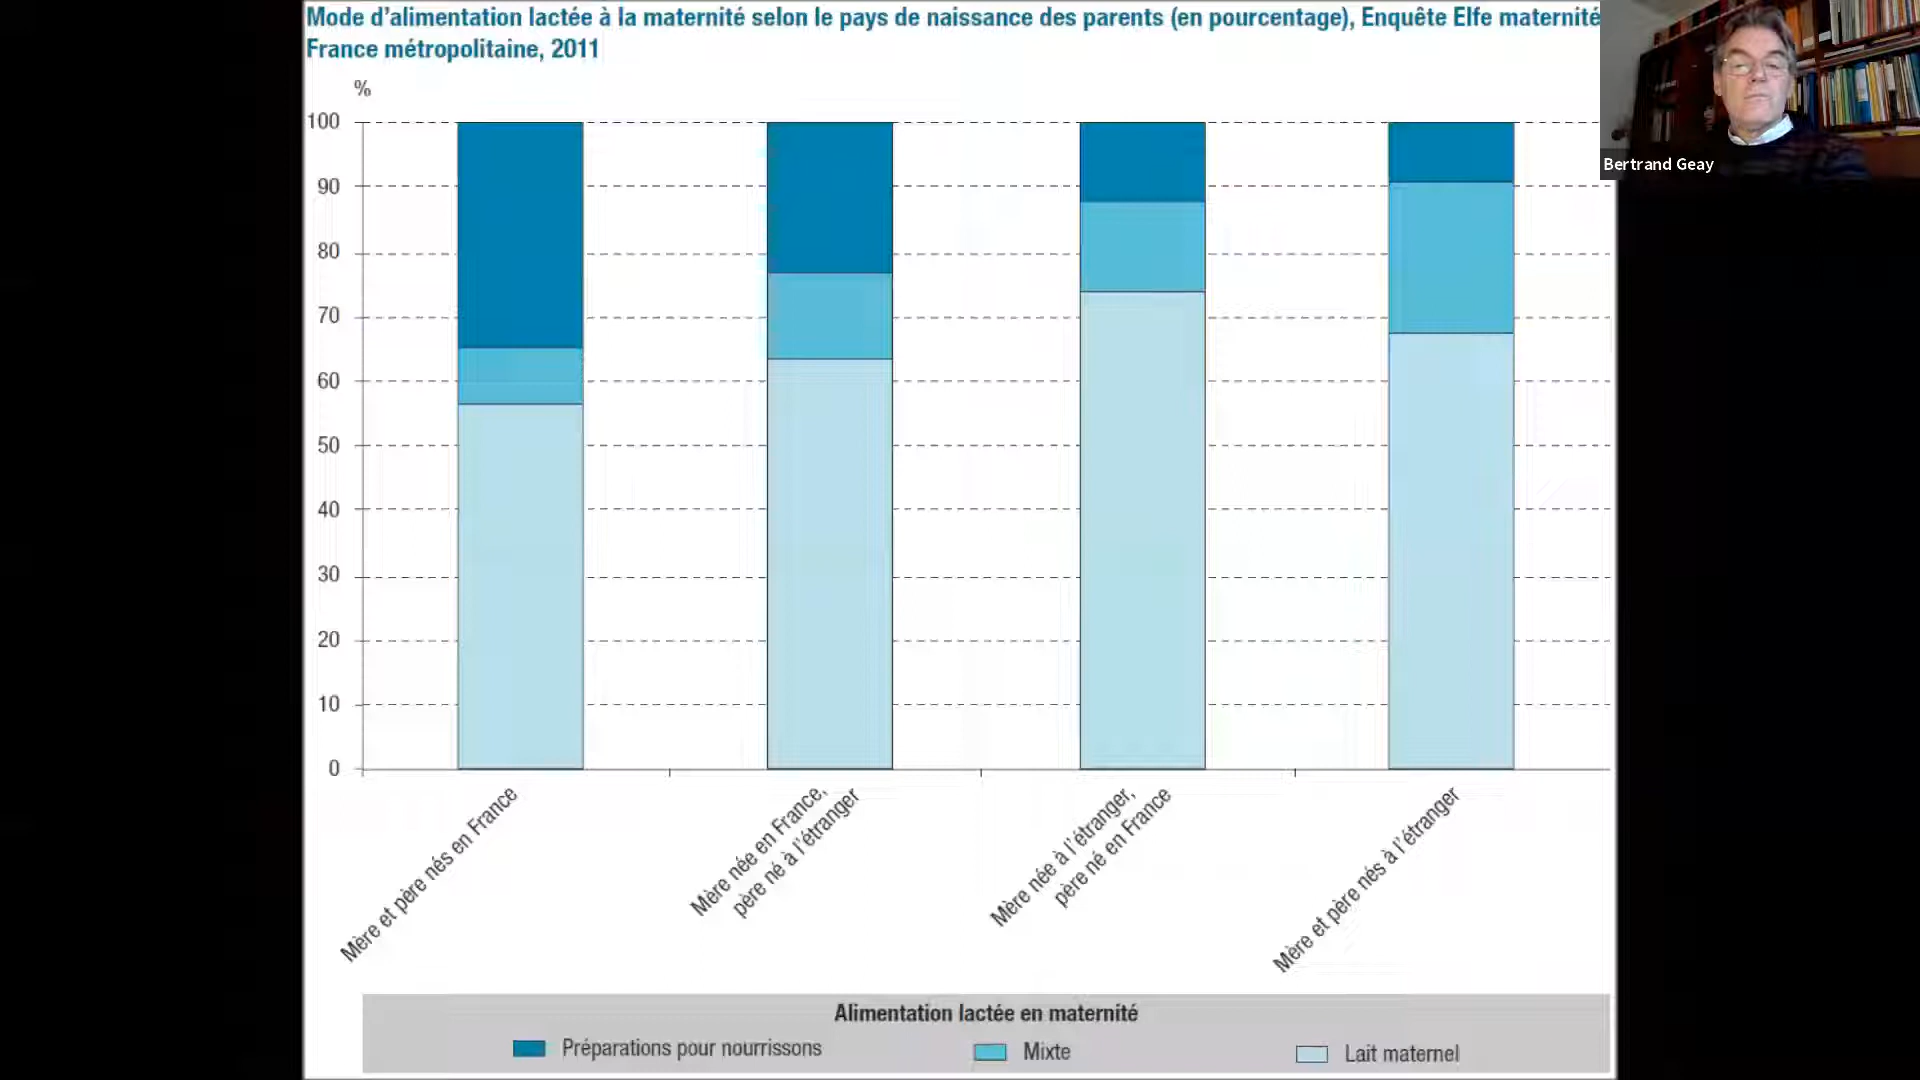 Mode d'alimentation lactée à la maternité selon le pays de naissance des parents (en pourcentage), Enquête Elfe maternité
France métropolitaine, 2011
%
100
90
80
70
60
50
40
30
20
10
0
Mère et père nés en France
Mère née en France,
père né à l'étranger
Mère née à l'étranger,
père né en France
Mère et père nés à l'étranger
Alimentation lactée en maternité
Préparations pour nourrissons
Mixte
Lait maternel
Bertrand Geay